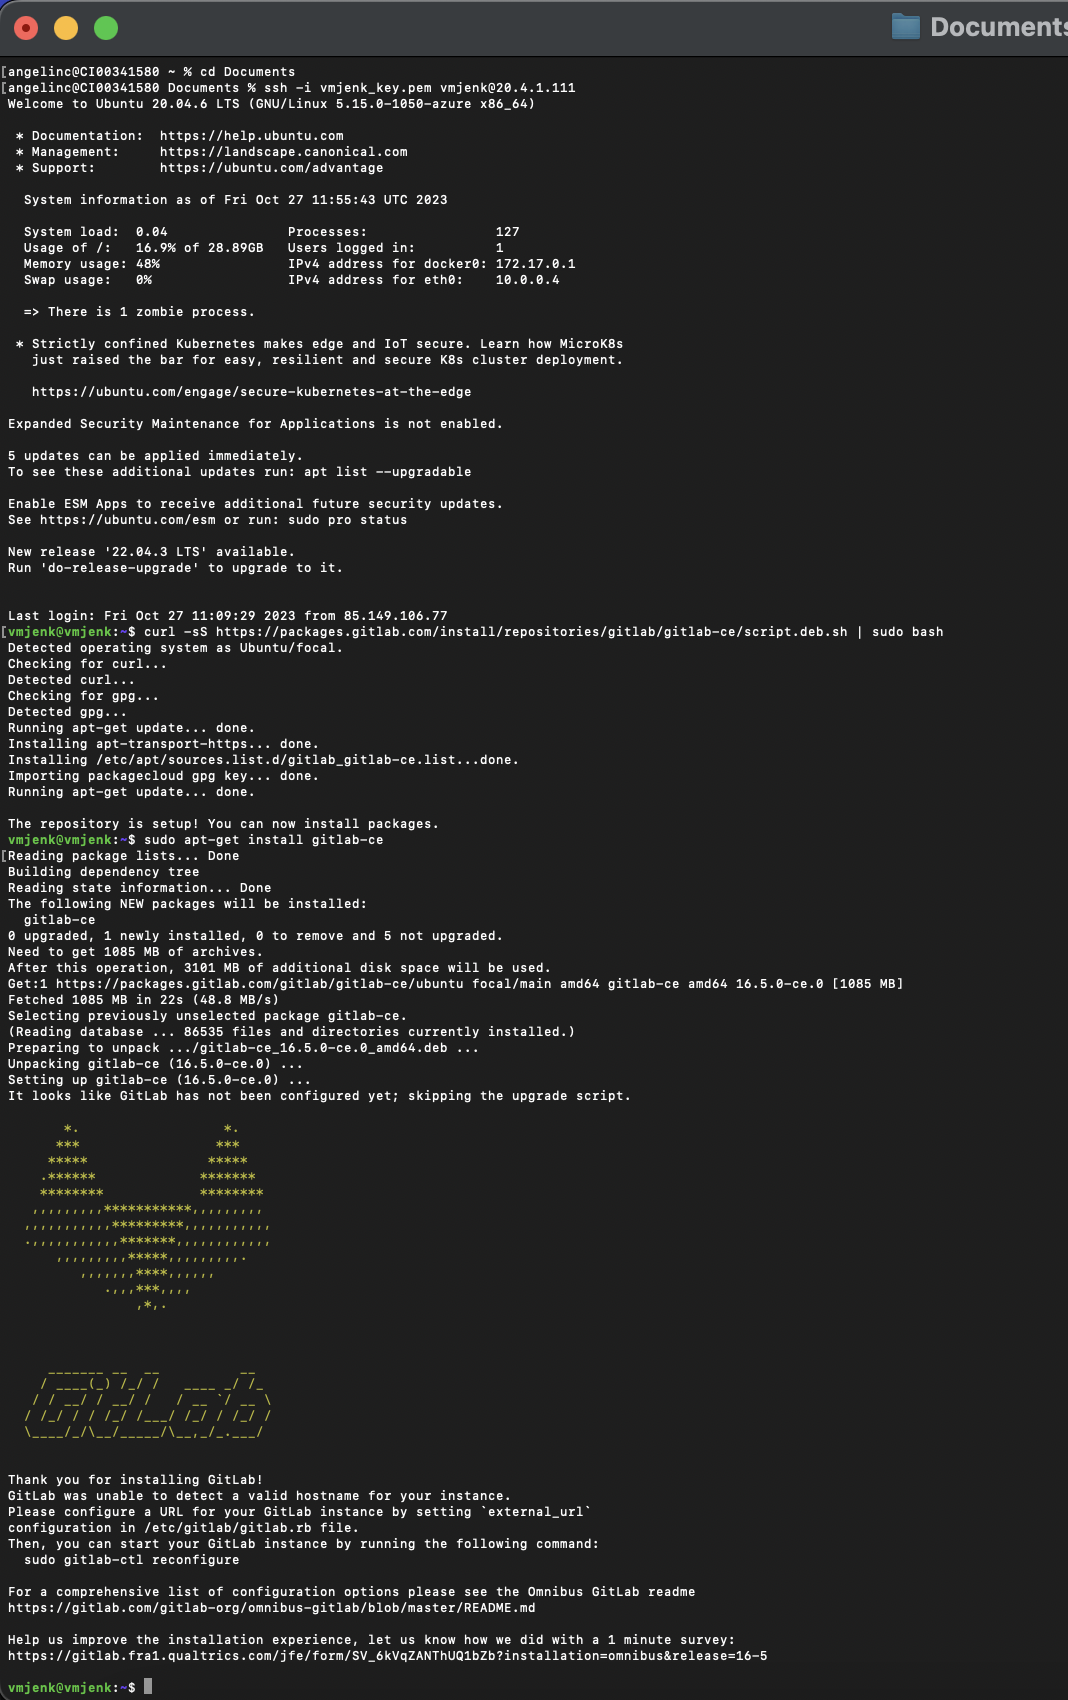 Documents
[angelinc@CI00341580 ~ % cd Documents
[angelinc@CI00341580 Documents % ssh -i vmjenk_key.pem vmjenk@20.4.1.111
Welcome to Ubuntu 20.04.6 LTS (GNU/Linux 5.15.0-1050-azure x86_64)

 * Documentation:  https://help.ubuntu.com
 * Management:     https://landscape.canonical.com
 * Support:        https://ubuntu.com/advantage

  System information as of Fri Oct 27 11:55:43 UTC 2023

  System load:  0.04               Processes:                127
  Usage of /:   16.9% of 28.89GB   Users logged in:          1
  Memory usage: 48%                IPv4 address for docker0: 172.17.0.1
  Swap usage:   0%                 IPv4 address for eth0:    10.0.0.4

  => There is 1 zombie process.

 * Strictly confined Kubernetes makes edge and IoT secure. Learn how MicroK8s
   just raised the bar for easy, resilient and secure K8s cluster deployment.

   https://ubuntu.com/engage/secure-kubernetes-at-the-edge

Expanded Security Maintenance for Applications is not enabled.

5 updates can be applied immediately.
To see these additional updates run: apt list --upgradable

Enable ESM Apps to receive additional future security updates.
See https://ubuntu.com/esm or run: sudo pro status

New release '22.04.3 LTS' available.
Run 'do-release-upgrade' to upgrade to it.


Last login: Fri Oct 27 11:09:29 2023 from 85.149.106.77
[vmjenk@vmjenk:~$ curl -sS https://packages.gitlab.com/install/repositories/gitlab/gitlab-ce/script.deb.sh | sudo bash
Detected operating system as Ubuntu/focal.
Checking for curl...
Detected curl...
Checking for gpg...
Detected gpg...
Running apt-get update... done.
Installing apt-transport-https... done.
Installing /etc/apt/sources.list.d/gitlab_gitlab-ce.list...done.
Importing packagecloud gpg key... done.
Running apt-get update... done.

The repository is setup! You can now install packages.
vmjenk@vmjenk:~$ sudo apt-get install gitlab-ce
[Reading package lists... Done
Building dependency tree
Reading state information... Done
The following NEW packages will be installed:
  gitlab-ce
0 upgraded, 1 newly installed, 0 to remove and 5 not upgraded.
Need to get 1085 MB of archives.
After this operation, 3101 MB of additional disk space will be used.
Get:1 https://packages.gitlab.com/gitlab/gitlab-ce/ubuntu focal/main amd64 gitlab-ce amd64 16.5.0-ce.0 [1085 MB]
Fetched 1085 MB in 22s (48.8 MB/s)
Selecting previously unselected package gitlab-ce.
(Reading database ... 86535 files and directories currently installed.)
Preparing to unpack .../gitlab-ce_16.5.0-ce.0_amd64.deb ...
Unpacking gitlab-ce (16.5.0-ce.0) ...
Setting up gitlab-ce (16.5.0-ce.0) ...
It looks like GitLab has not been configured yet; skipping the upgrade script.

GitLab

Thank you for installing GitLab!
GitLab was unable to detect a valid hostname for your instance.
Please configure a URL for your GitLab instance by setting `external_url`
configuration in /etc/gitlab/gitlab.rb file.
Then, you can start your GitLab instance by running the following command:
  sudo gitlab-ctl reconfigure

For a comprehensive list of configuration options please see the Omnibus GitLab readme
https://gitlab.com/gitlab-org/omnibus-gitlab/blob/master/README.md

Help us improve the installation experience, let us know how we did with a 1 minute survey:
https://gitlab.fra1.qualtrics.com/jfe/form/SV_6kVqZANThUQ1bZb?installation=omnibus&release=16-5

vmjenk@vmjenk:~$